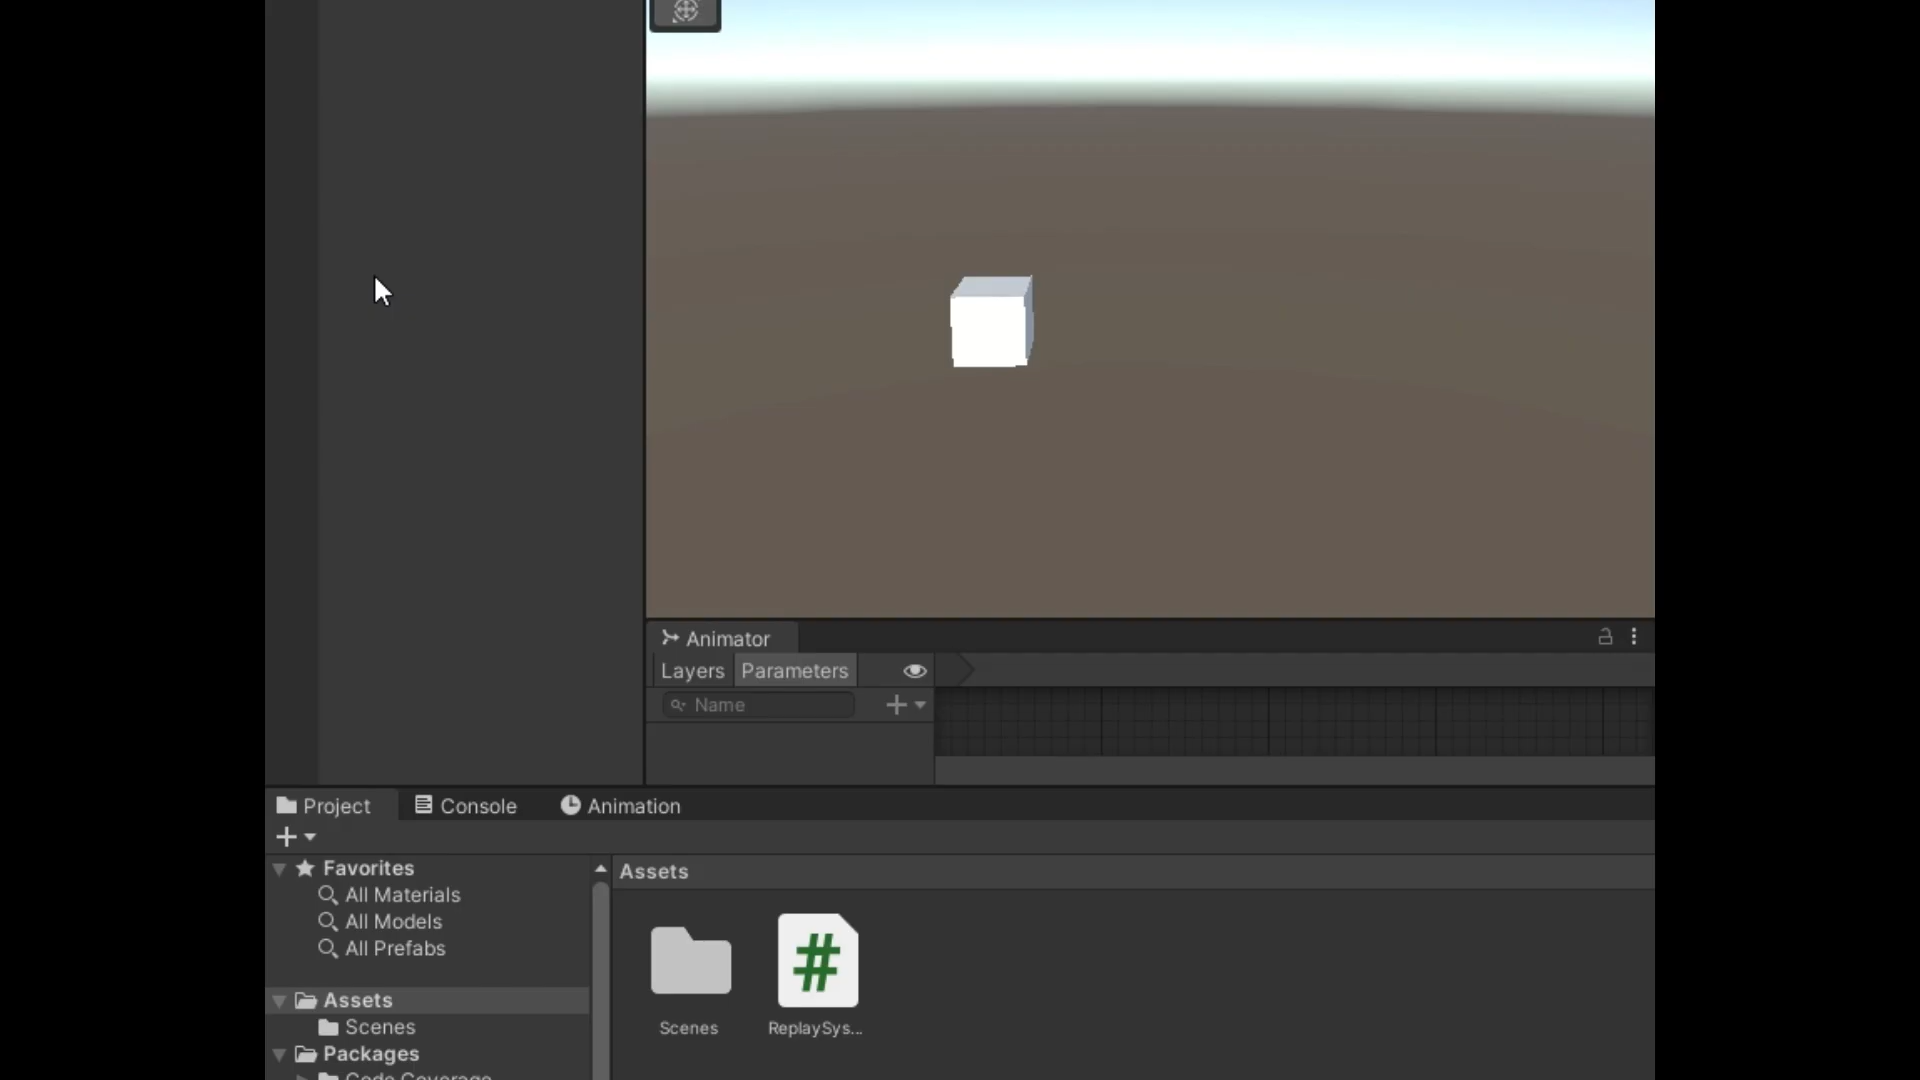 Animator
Layers Parameters
Name
Project Console Animation
Favorites
All Materials
All Models
All Prefabs
Assets
Scenes
Packages
Code Coverage
Assets
Scenes ReplaySys...